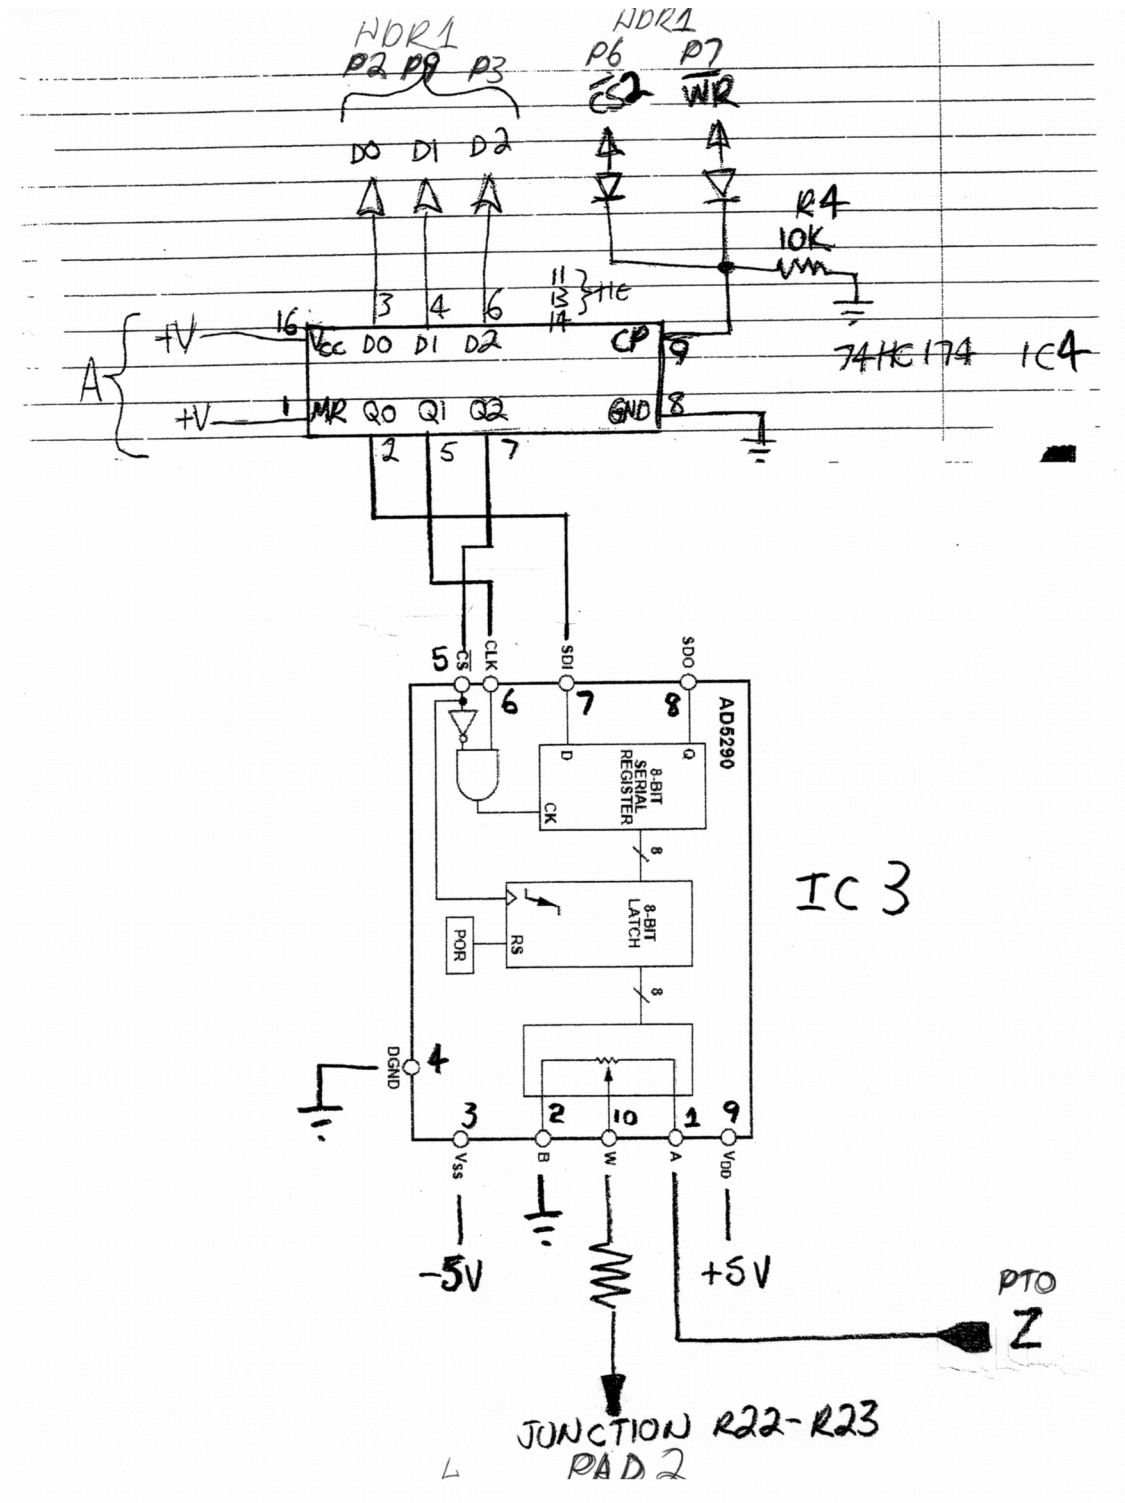 HDR1 HDR1
P2 P9 P3 P6 P7
CS2 WR
D0 D1 D2
R4
10K
11
13
14
3 4 6
+V 16 Vcc D0 D1 D2 CP 9
74HC174 IC4
A
+V 1 MR Q0 Q1 Q2 GND 8
2 5 7
5 CS CLK SDI SDO
6 7 8
AD5290
D Q
8-BIT
SERIAL
REGISTER
CK
8
IC3
8-BIT
LATCH
RS
POR
8
DGND 4
3 2 10 1 9
VSS B W A VDD
-5V +5V
PTO
Z
JUNCTION R22-R23
PAD 2